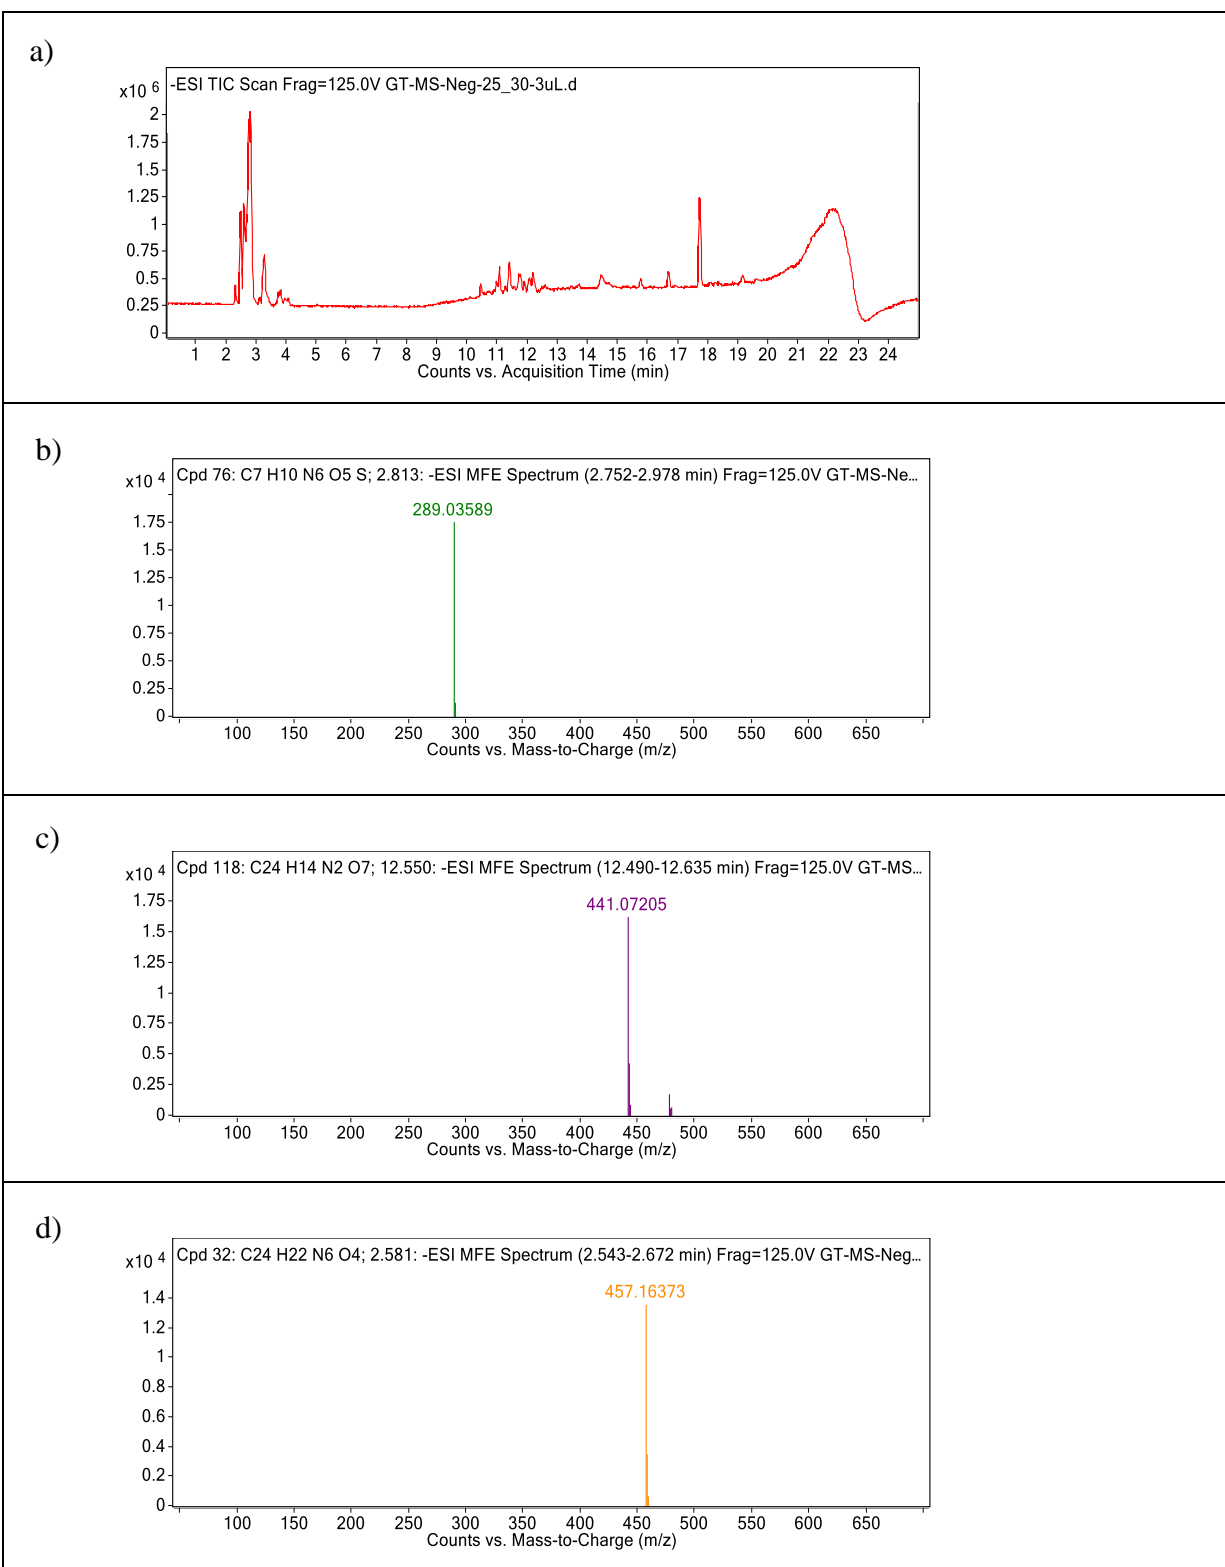 a)
-ESI TIC Scan Frag=125.0V GT-MS-Neg-25_30-3uL.d
x10 6
2
1.75
1.5
1.25
1
0.75
0.5
0.25
0
1 2 3 4 5 6 7 8 9 10 11 12 13 14 15 16 17 18 19 20 21 22 23 24
Counts vs. Acquisition Time (min)
b)
Cpd 76: C7 H10 N6 O5 S; 2.813: -ESI MFE Spectrum (2.752-2.978 min) Frag=125.0V GT-MS-Ne...
x10 4
289.03589
1.75
1.5
1.25
1
0.75
0.5
0.25
0
100 150 200 250 300 350 400 450 500 550 600 650
Counts vs. Mass-to-Charge (m/z)
c)
Cpd 118: C24 H14 N2 O7; 12.550: -ESI MFE Spectrum (12.490-12.635 min) Frag=125.0V GT-MS...
x10 4
441.07205
1.75
1.5
1.25
1
0.75
0.5
0.25
0
100 150 200 250 300 350 400 450 500 550 600 650
Counts vs. Mass-to-Charge (m/z)
d)
Cpd 32: C24 H22 N6 O4; 2.581: -ESI MFE Spectrum (2.543-2.672 min) Frag=125.0V GT-MS-Neg...
x10 4
457.16373
1.4
1.2
1
0.8
0.6
0.4
0.2
0
100 150 200 250 300 350 400 450 500 550 600 650
Counts vs. Mass-to-Charge (m/z)